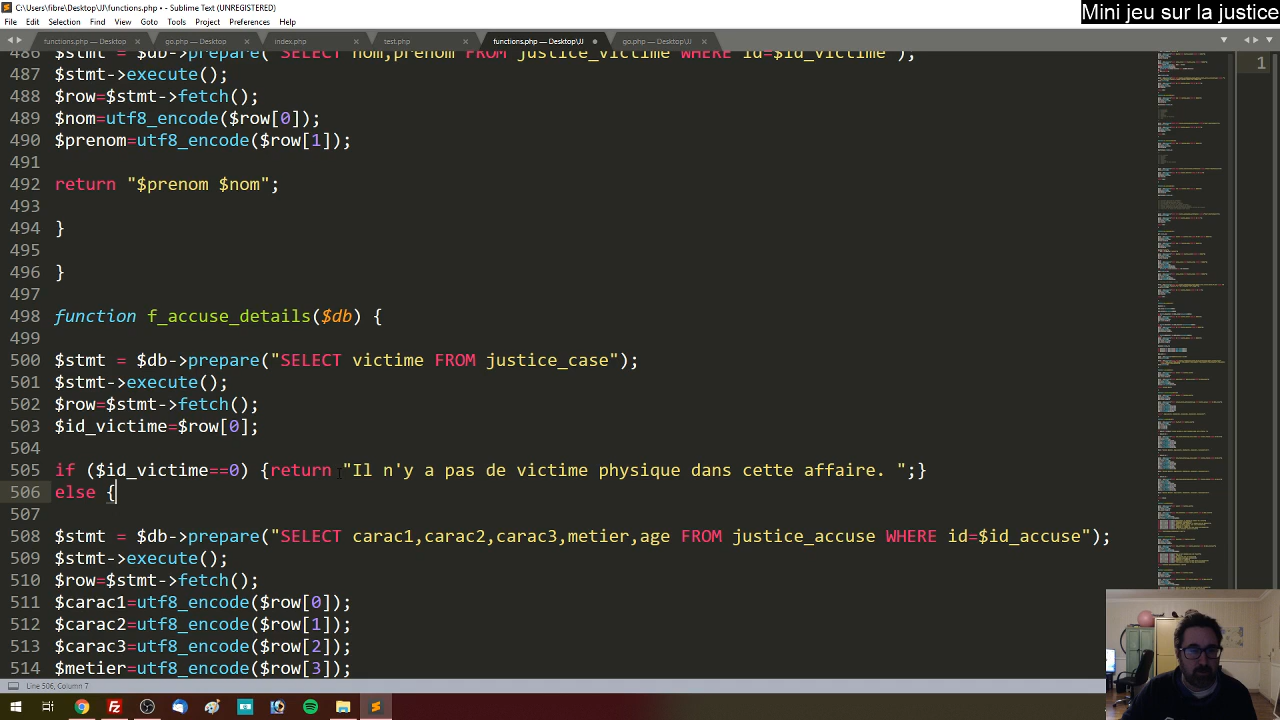 C:\Users\fibre\Desktop\JJ\functions.php • - Sublime Text (UNREGISTERED)
Mini jeu sur la justice
File Edit Selection Find View Goto Tools Project Preferences Help
functions.php — Desktop
go.php — Desktop
index.php
test.php
functions.php — Desktop\JJ
go.php — Desktop\JJ
$stmt = $db->prepare("SELECT nom,prenom FROM justice_victime WHERE id=$id_victime");
487 $stmt->execute();
488 $row=$stmt->fetch();
489 $nom=utf8_encode($row[0]);
490 $prenom=utf8_encode($row[1]);
491
492 return "$prenom $nom";
493
494 }
495
496 }
497
498 function f_accuse_details($db) {
499
500 $stmt = $db->prepare("SELECT victime FROM justice_case");
501 $stmt->execute();
502 $row=$stmt->fetch();
503 $id_victime=$row[0];
504
505 if ($id_victime==0) {return "Il n'y a pas de victime physique dans cette affaire. ";}
506 else {
507
508 $stmt = $db->prepare("SELECT carac1,carac2,carac3,metier,age FROM justice_accuse WHERE id=$id_accuse");
509 $stmt->execute();
510 $row=$stmt->fetch();
511 $carac1=utf8_encode($row[0]);
512 $carac2=utf8_encode($row[1]);
513 $carac3=utf8_encode($row[2]);
514 $metier=utf8_encode($row[3]);
1
Line 506, Column 7